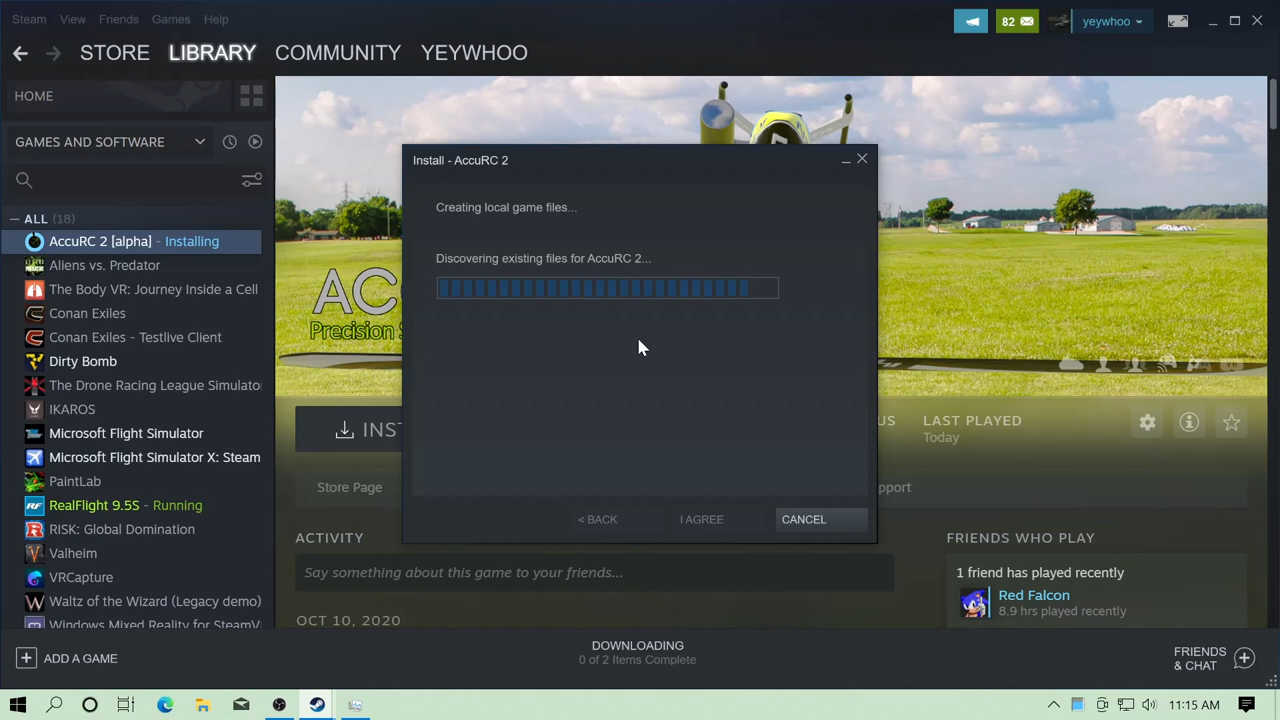 Steam View Friends Games Help
82 yeywhoo
STORE LIBRARY COMMUNITY YEYWHOO
HOME
GAMES AND SOFTWARE
ALL (18)
AccuRC 2 [alpha] - Installing
Aliens vs. Predator
The Body VR: Journey Inside a Cell
Conan Exiles
Conan Exiles - Testlive Client
Dirty Bomb
The Drone Racing League Simulator
IKAROS
Microsoft Flight Simulator
Microsoft Flight Simulator X: Steam
PaintLab
RealFlight 9.5S - Running
RISK: Global Domination
Valheim
VRCapture
Waltz of the Wizard (Legacy demo)
Windows Mixed Reality for SteamV
+ ADD A GAME
Install - AccuRC 2
Creating local game files...
Discovering existing files for AccuRC 2...
< BACK I AGREE CANCEL
AC
Precision S
INS
US
LAST PLAYED
Today
Store Page
pport
ACTIVITY
Say something about this game to your friends...
OCT 10, 2020
FRIENDS WHO PLAY
1 friend has played recently
Red Falcon
8.9 hrs played recently
DOWNLOADING
0 of 2 Items Complete
FRIENDS
& CHAT
11:15 AM